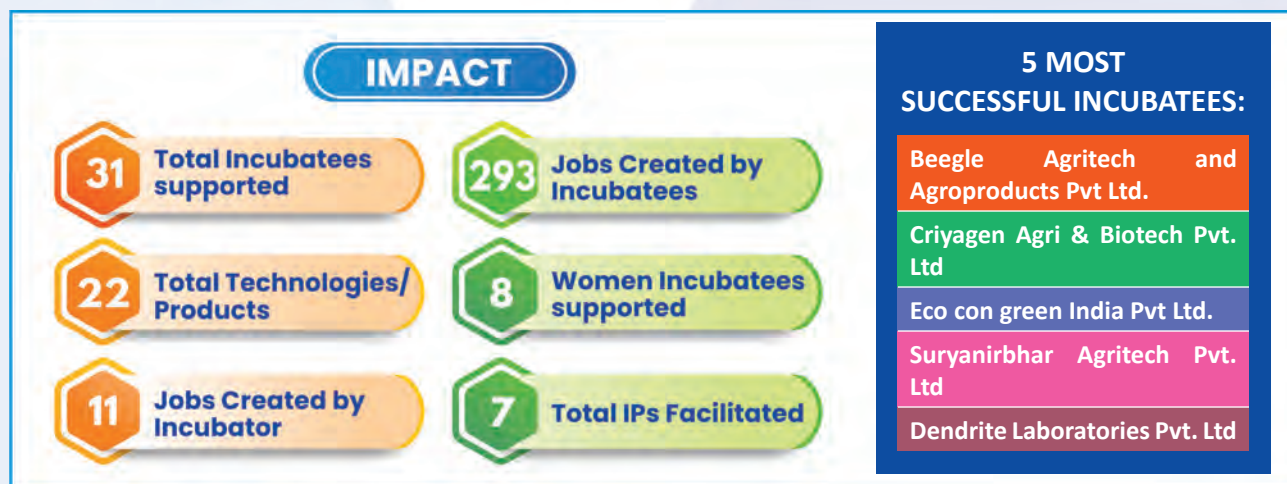 IMPACT
31
Total Incubatees
supported
293
Jobs Created by
Incubatees
22
Total Technologies/
Products
8
Women Incubatees
supported
11
Jobs Created by
Incubator
7
Total IPs Facilitated
5 MOST
SUCCESSFUL INCUBATEES:
Beegle Agritech and
Agroproducts Pvt Ltd.
Criyagen Agri & Biotech Pvt.
Ltd
Eco con green India Pvt Ltd.
Suryanirbhar Agritech Pvt.
Ltd
Dendrite Laboratories Pvt. Ltd